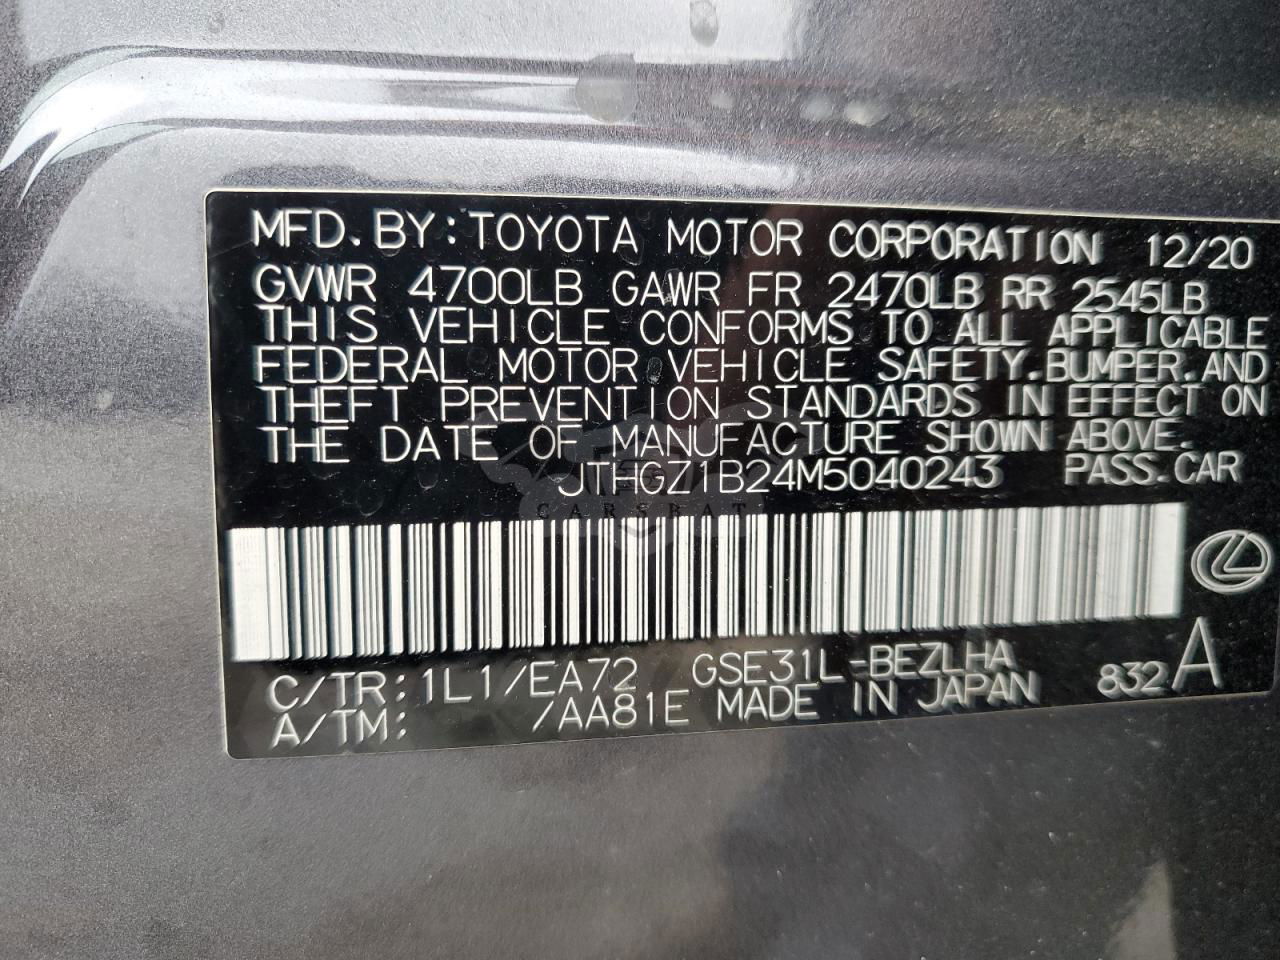 MFD. BY: TOYOTA MOTOR CORPORATION 12/20
GVWR 4700LB GAWR FR 2470LB RR 2545LB
THIS VEHICLE CONFORMS TO ALL APPLICABLE
FEDERAL MOTOR VEHICLE SAFETY, BUMPER, AND
THEFT PREVENTION STANDARDS IN EFFECT ON
THE DATE OF MANUFACTURE SHOWN ABOVE.
JTHGZ1B24M5040243 PASS. CAR
CARSBAT
C/TR: 1L1/EA72 GSE31L-BEZLHA
A/TM: /AA81E MADE IN JAPAN 832 A